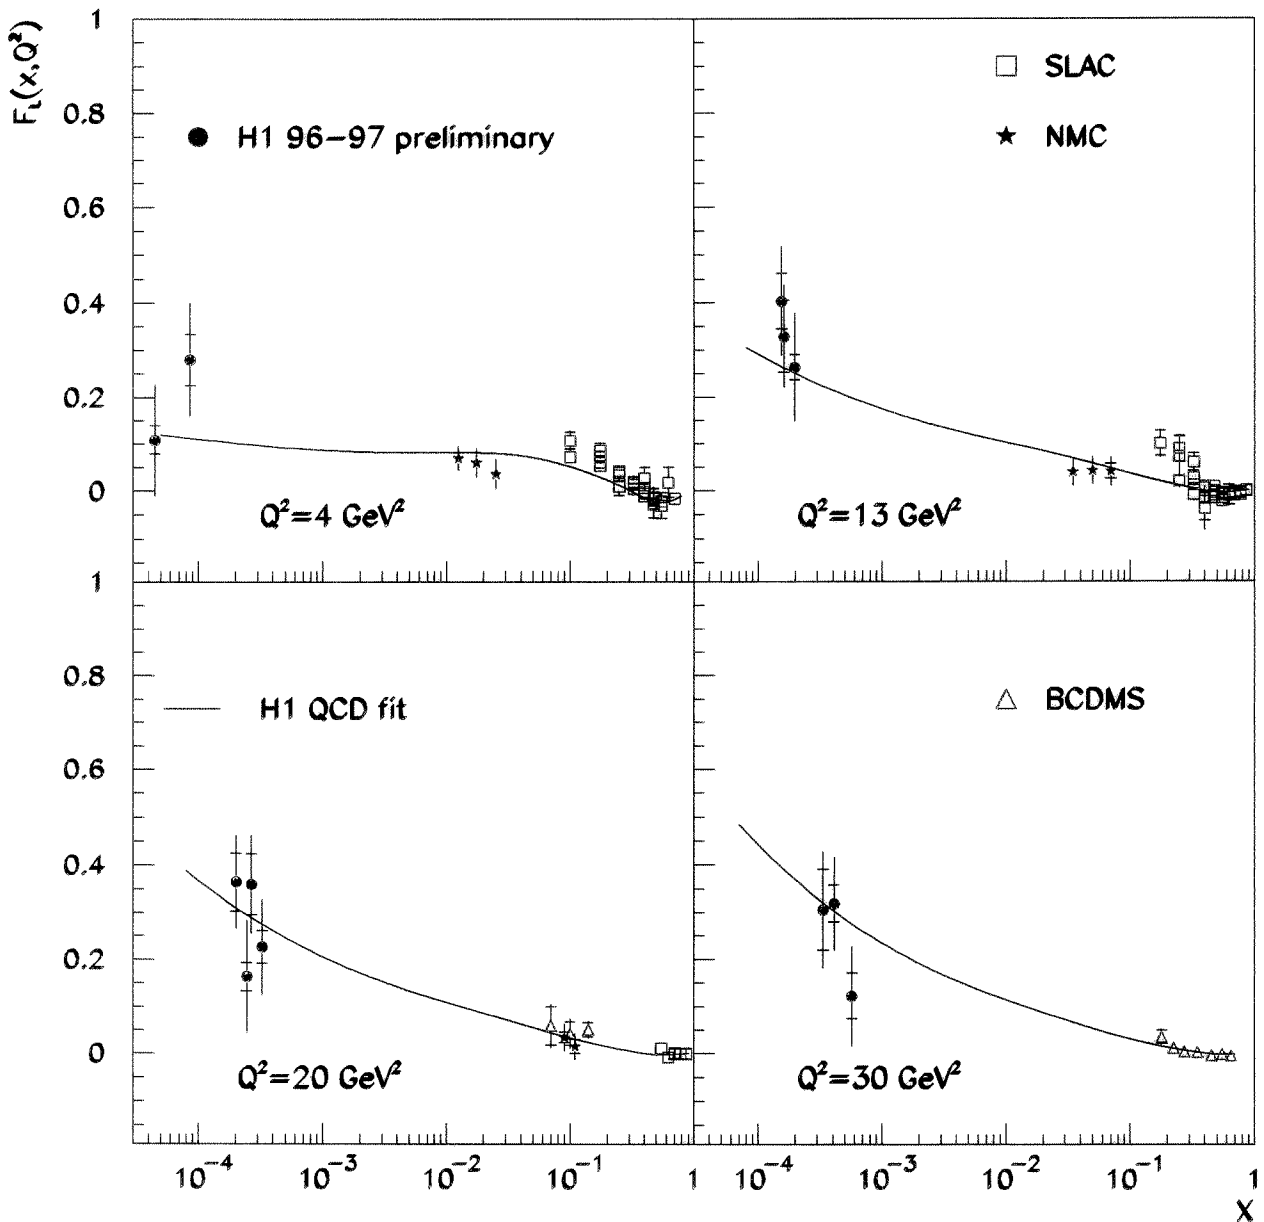 F_L(x,Q²)
1
0.8
0.6
0.4
0.2
0
H1 96-97 preliminary
Q²=4 GeV²
SLAC
NMC
Q²=13 GeV²
1
0.8
0.6
0.4
0.2
0
H1 QCD fit
Q²=20 GeV²
BCDMS
Q²=30 GeV²
10⁻⁴ 10⁻³ 10⁻² 10⁻¹ 1
10⁻⁴ 10⁻³ 10⁻² 10⁻¹ 1
X